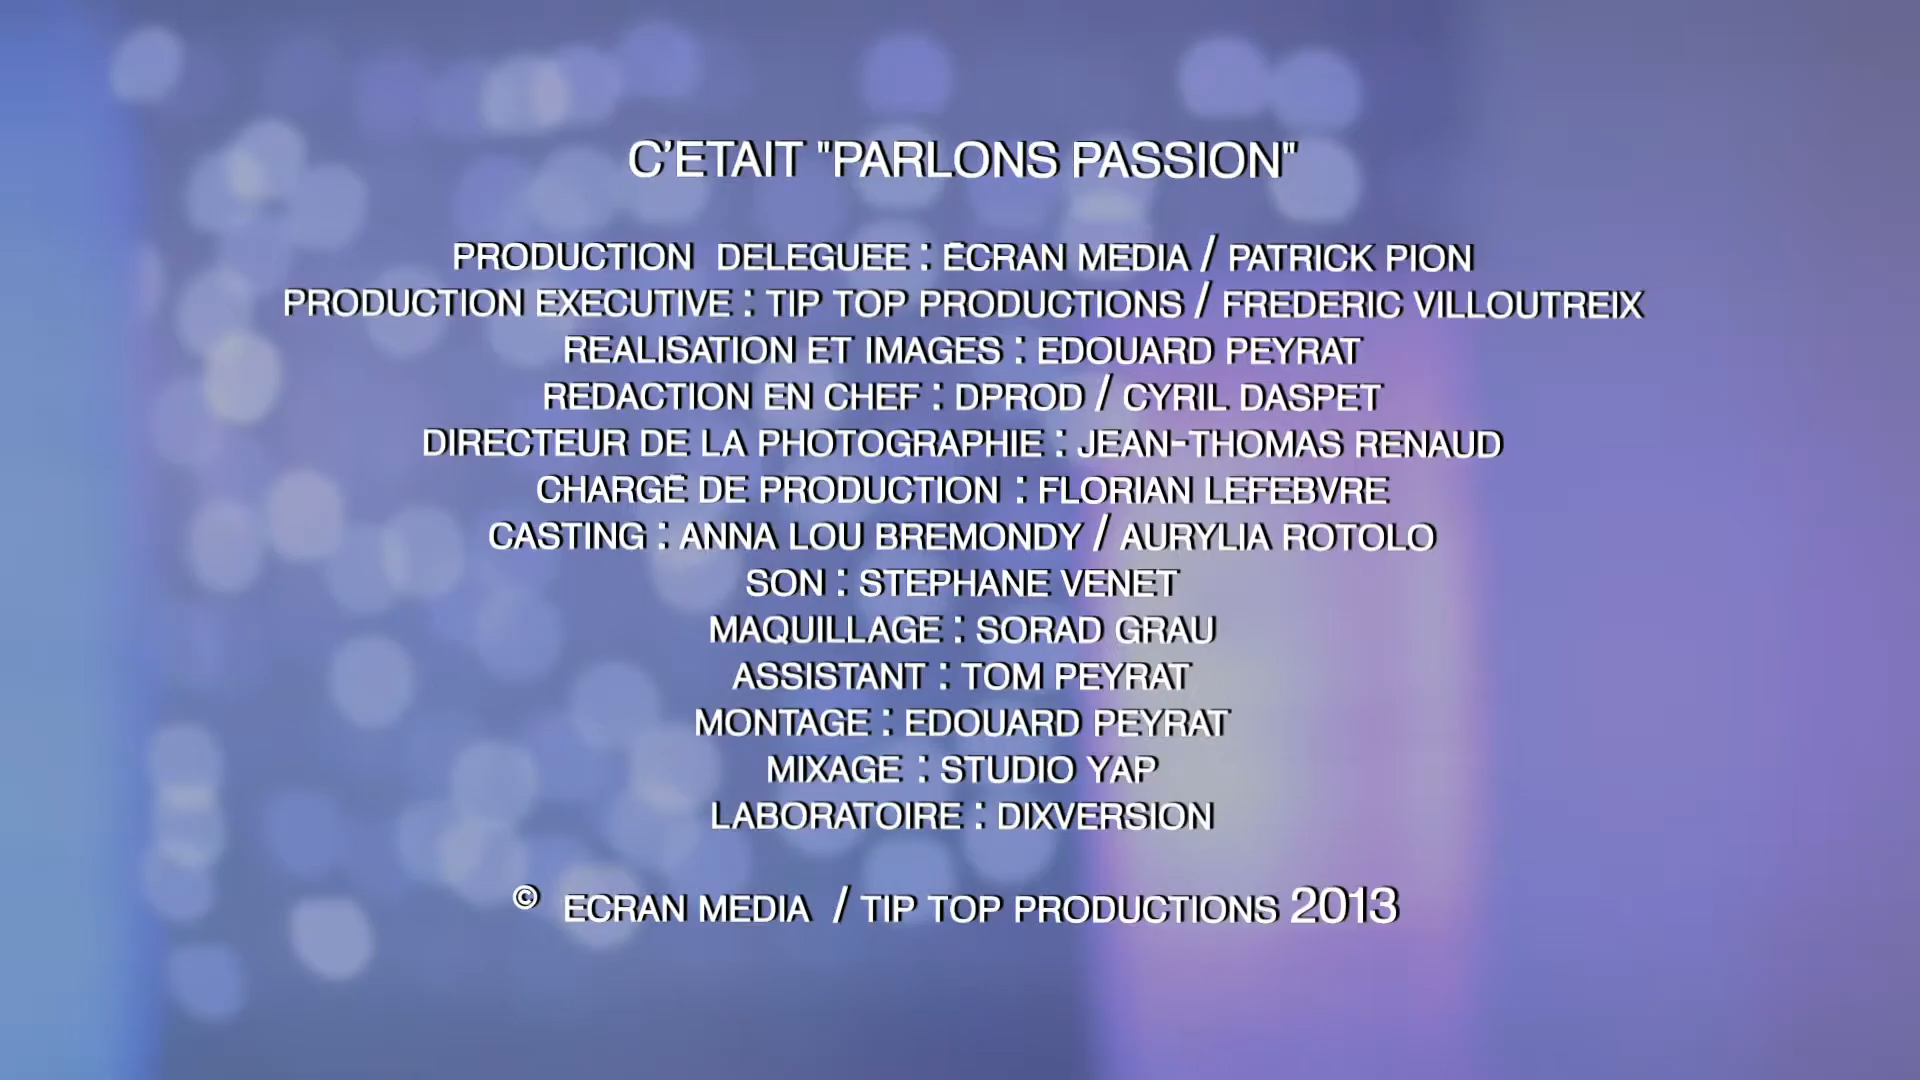 C'ETAIT "PARLONS PASSION"
PRODUCTION DELEGUEE : ECRAN MEDIA / PATRICK PION
PRODUCTION EXECUTIVE : TIP TOP PRODUCTIONS / FREDERIC VILLOUTREIX
REALISATION ET IMAGES : EDOUARD PEYRAT
REDACTION EN CHEF : DPROD / CYRIL DASPET
DIRECTEUR DE LA PHOTOGRAPHIE : JEAN-THOMAS RENAUD
CHARGÉ DE PRODUCTION : FLORIAN LEFEBVRE
CASTING : ANNA LOU BREMONDY / AURYLIA ROTOLO
SON : STEPHANE VENET
MAQUILLAGE : SORAD GRAU
ASSISTANT : TOM PEYRAT
MONTAGE : EDOUARD PEYRAT
MIXAGE : STUDIO YAP
LABORATOIRE : DIXVERSION
© ECRAN MEDIA / TIP TOP PRODUCTIONS 2013